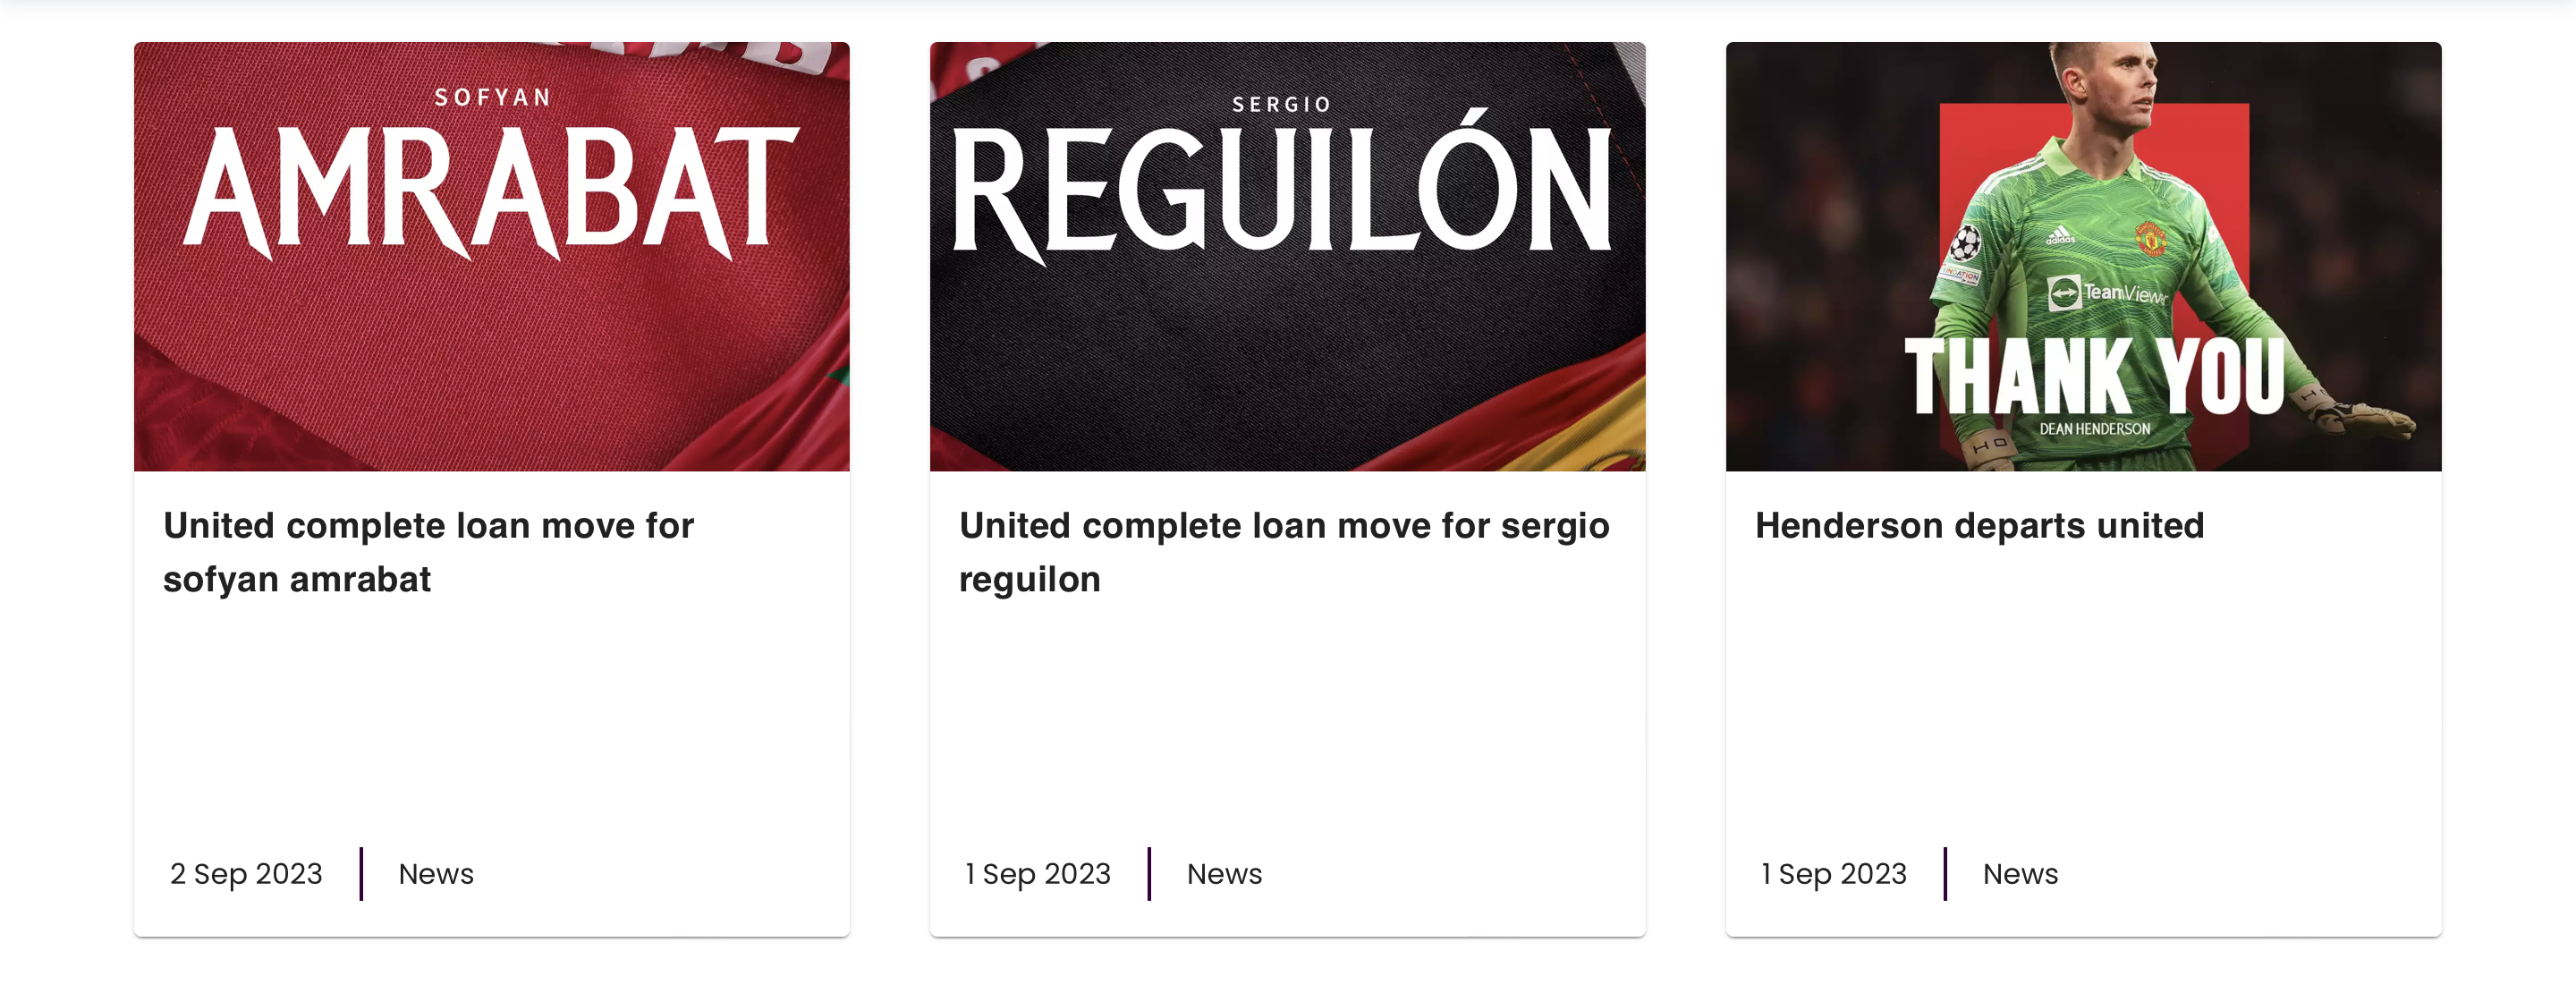 SOFYAN
AMRABAT
United complete loan move for
sofyan amrabat
2 Sep 2023
News
SERGIO
REGUILÓN
United complete loan move for sergio
reguilon
1 Sep 2023
News
adidas
TeamViewer
THANK YOU
DEAN HENDERSON
Henderson departs united
1 Sep 2023
News